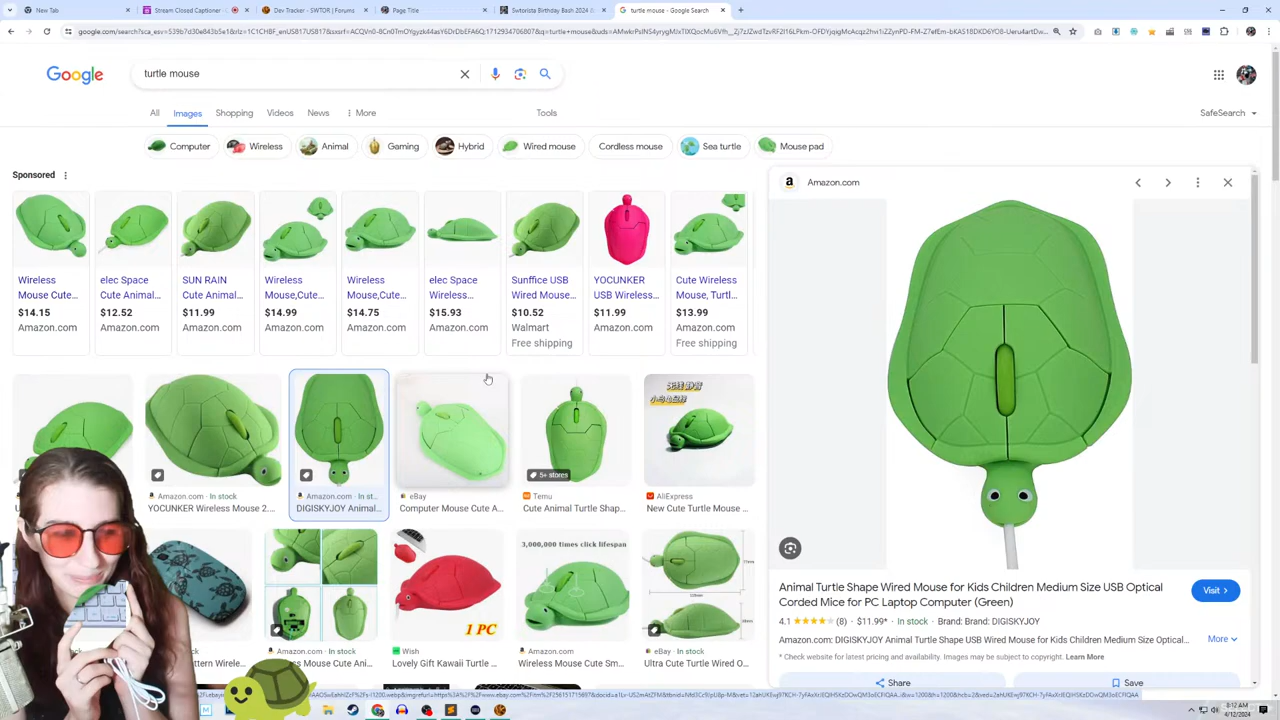 New Tab
Stream Closed Captioner
Dev Tracker - SWTOR | Forums
Page Title
Swtorista Birthday Bash 2024
turtle mouse - Google Search
Google
turtle mouse
All
Images
Shopping
Videos
News
More
Tools
SafeSearch
Computer
Wireless
Animal
Gaming
Hybrid
Wired mouse
Cordless mouse
Sea turtle
Mouse pad
Sponsored
Wireless
Mouse Cute...
$14.15
Amazon.com
elec Space
Cute Animal...
$12.52
Amazon.com
SUN RAIN
Cute Animal...
$11.99
Amazon.com
Wireless
Mouse,Cute...
$14.99
Amazon.com
Wireless
Mouse,Cute...
$14.75
Amazon.com
elec Space
Wireless...
$15.93
Amazon.com
Sunffice USB
Wired Mouse...
$10.52
Walmart
Free shipping
YOCUNKER
USB Wireless...
$11.99
Amazon.com
Cute Wireless
Mouse, Turtl...
$13.99
Amazon.com
Free shipping
Amazon.com · In stock
YOCUNKER Wireless Mouse 2....
Amazon.com · In st...
DIGISKYJOY Animal...
eBay
Computer Mouse Cute A...
5+ stores
Temu
Cute Animal Turtle Shap...
AliExpress
New Cute Turtle Mouse ...
1 PC
Wish
Lovely Gift Kawaii Turtle ...
3,000,000 times click lifespan
Amazon.com
Wireless Mouse Cute Sm...
eBay
Ultra Cute Turtle Wired O...
Amazon.com
Animal Turtle Shape Wired Mouse for Kids Children Medium Size USB Optical
Corded Mice for PC Laptop Computer (Green)
Visit
4.1
(8) · $11.99* · In stock · Brand: Brand: DIGISKYJOY
Amazon.com: DIGISKYJOY Animal Turtle Shape USB Wired Mouse for Kids Children Medium Size USB Optical...
More
* Check website for latest pricing and availability. Images may be subject to copyright. Learn More
Share
Save
8:12 AM
4/12/2024